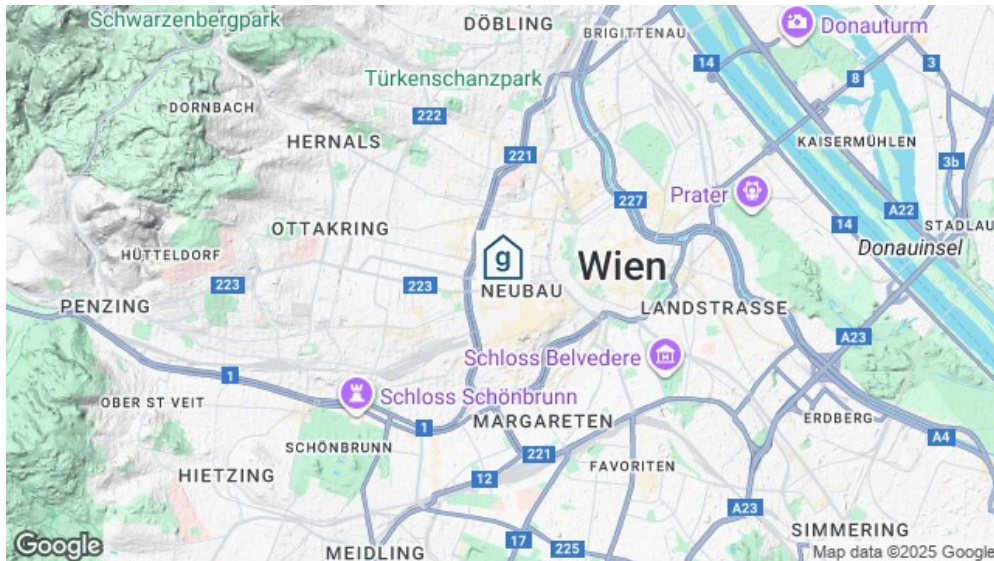 Schwarzenbergpark
DÖBLING
BRIGITTENAU
Donauturm
14
3
8
Türkenschanzpark
DORNBACH
222
HERNALS
221
KAISERMÜHLEN
3b
Prater
227
A22
14
STADLAU
OTTAKRING
Donauinsel
HÜTTELDORF
g
Wien
223
223
NEUBAU
PENZING
LANDSTRASSE
A23
Schloss Belvedere
1
Schloss Schönbrunn
OBER ST VEIT
1
MARGARETEN
ERDBERG
A4
SCHÖNBRUNN
221
FAVORITEN
HIETZING
12
A23
SIMMERING
17
225
Google
MEIDLING
Map data ©2025 Google